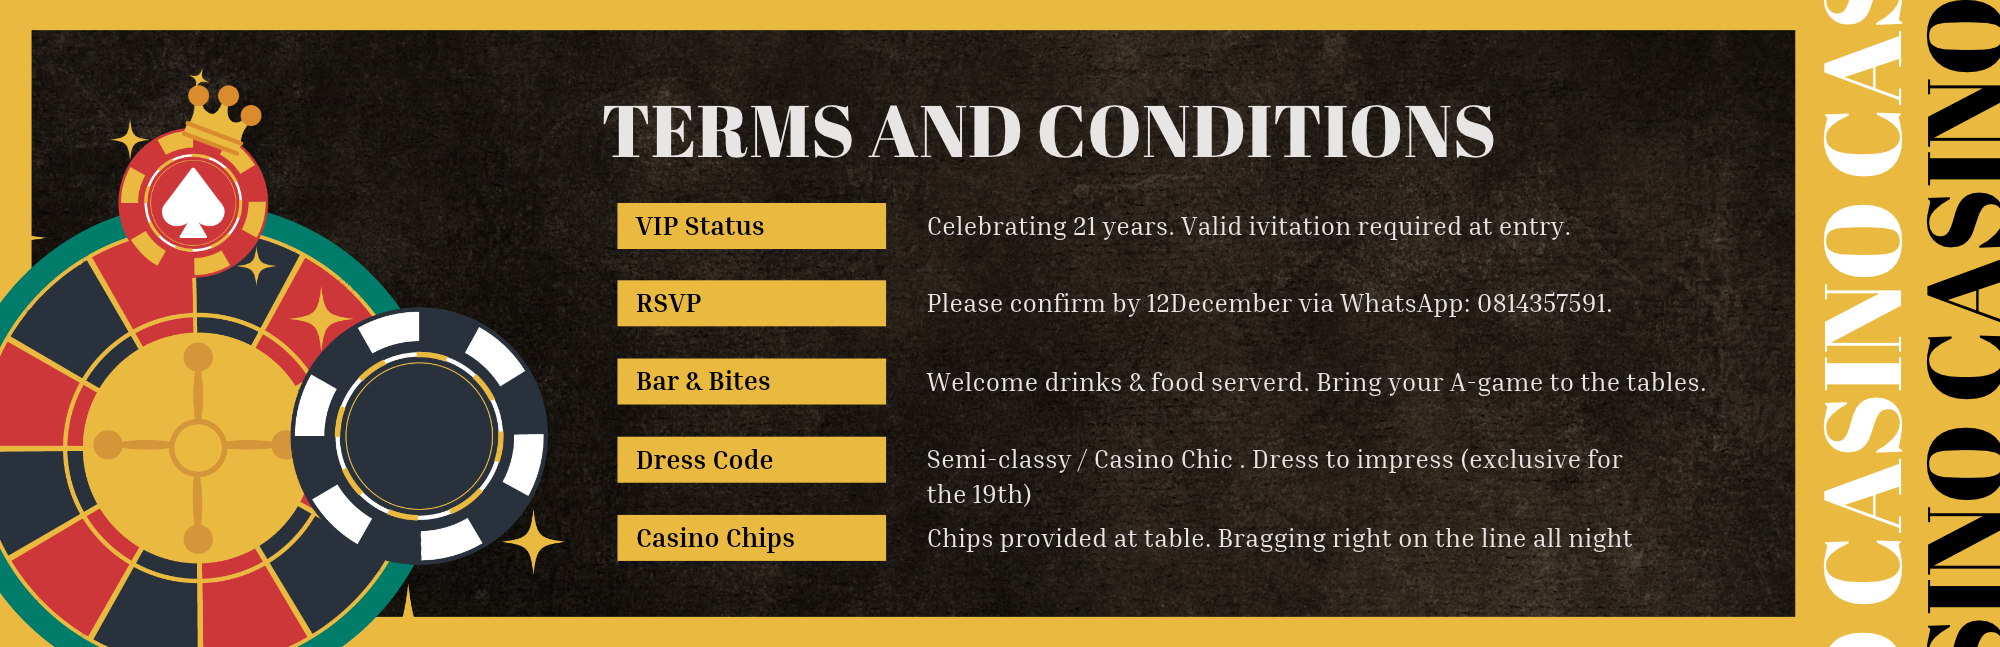 TERMS AND CONDITIONS
VIP Status
Celebrating 21 years. Valid ivitation required at entry.
RSVP
Please confirm by 12December via WhatsApp: 0814357591.
Bar & Bites
Welcome drinks & food serverd. Bring your A-game to the tables.
Dress Code
Semi-classy / Casino Chic . Dress to impress (exclusive for
the 19th)
Casino Chips
Chips provided at table. Bragging right on the line all night
O CASINO CAS
SINO CASINO